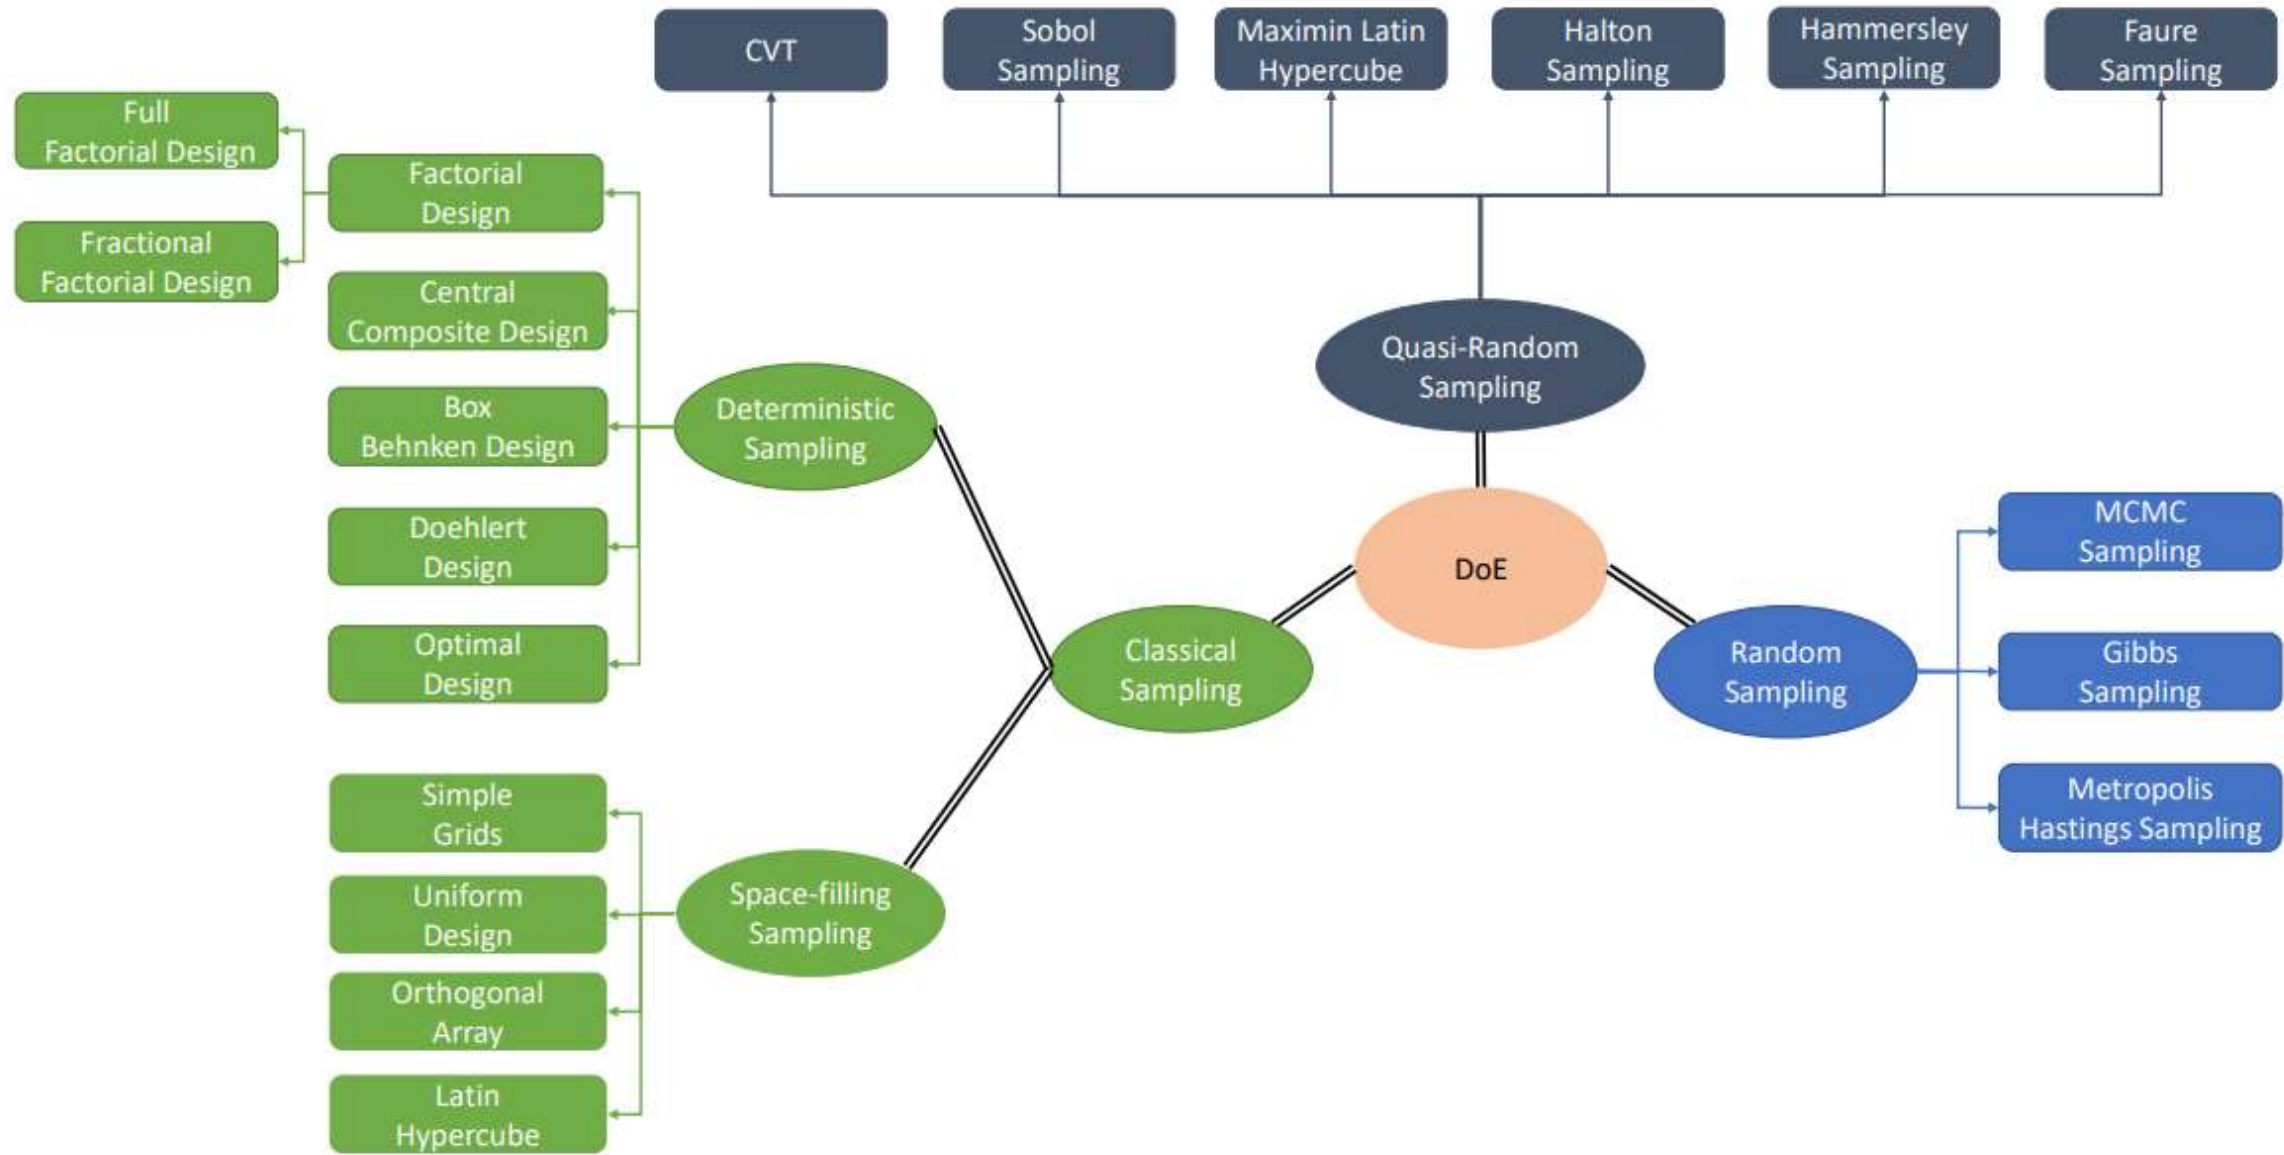 CVT
Sobol
Sampling
Maximin Latin
Hypercube
Halton
Sampling
Hammersley
Sampling
Faure
Sampling
Full
Factorial Design
Fractional
Factorial Design
Factorial
Design
Central
Composite Design
Box
Behnken Design
Doehlert
Design
Optimal
Design
Deterministic
Sampling
Quasi-Random
Sampling
DoE
Classical
Sampling
Random
Sampling
MCMC
Sampling
Gibbs
Sampling
Metropolis
Hastings Sampling
Simple
Grids
Uniform
Design
Orthogonal
Array
Latin
Hypercube
Space-filling
Sampling